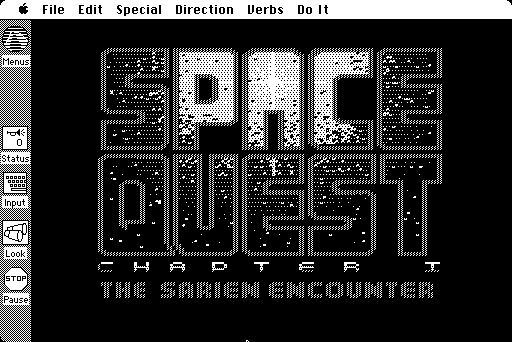 File Edit Special Direction Verbs Do It
Menus
0
Status
Input
Look
STOP
Pause
SPACE
QUEST
CHAPTER I
THE SARIEN ENCOUNTER